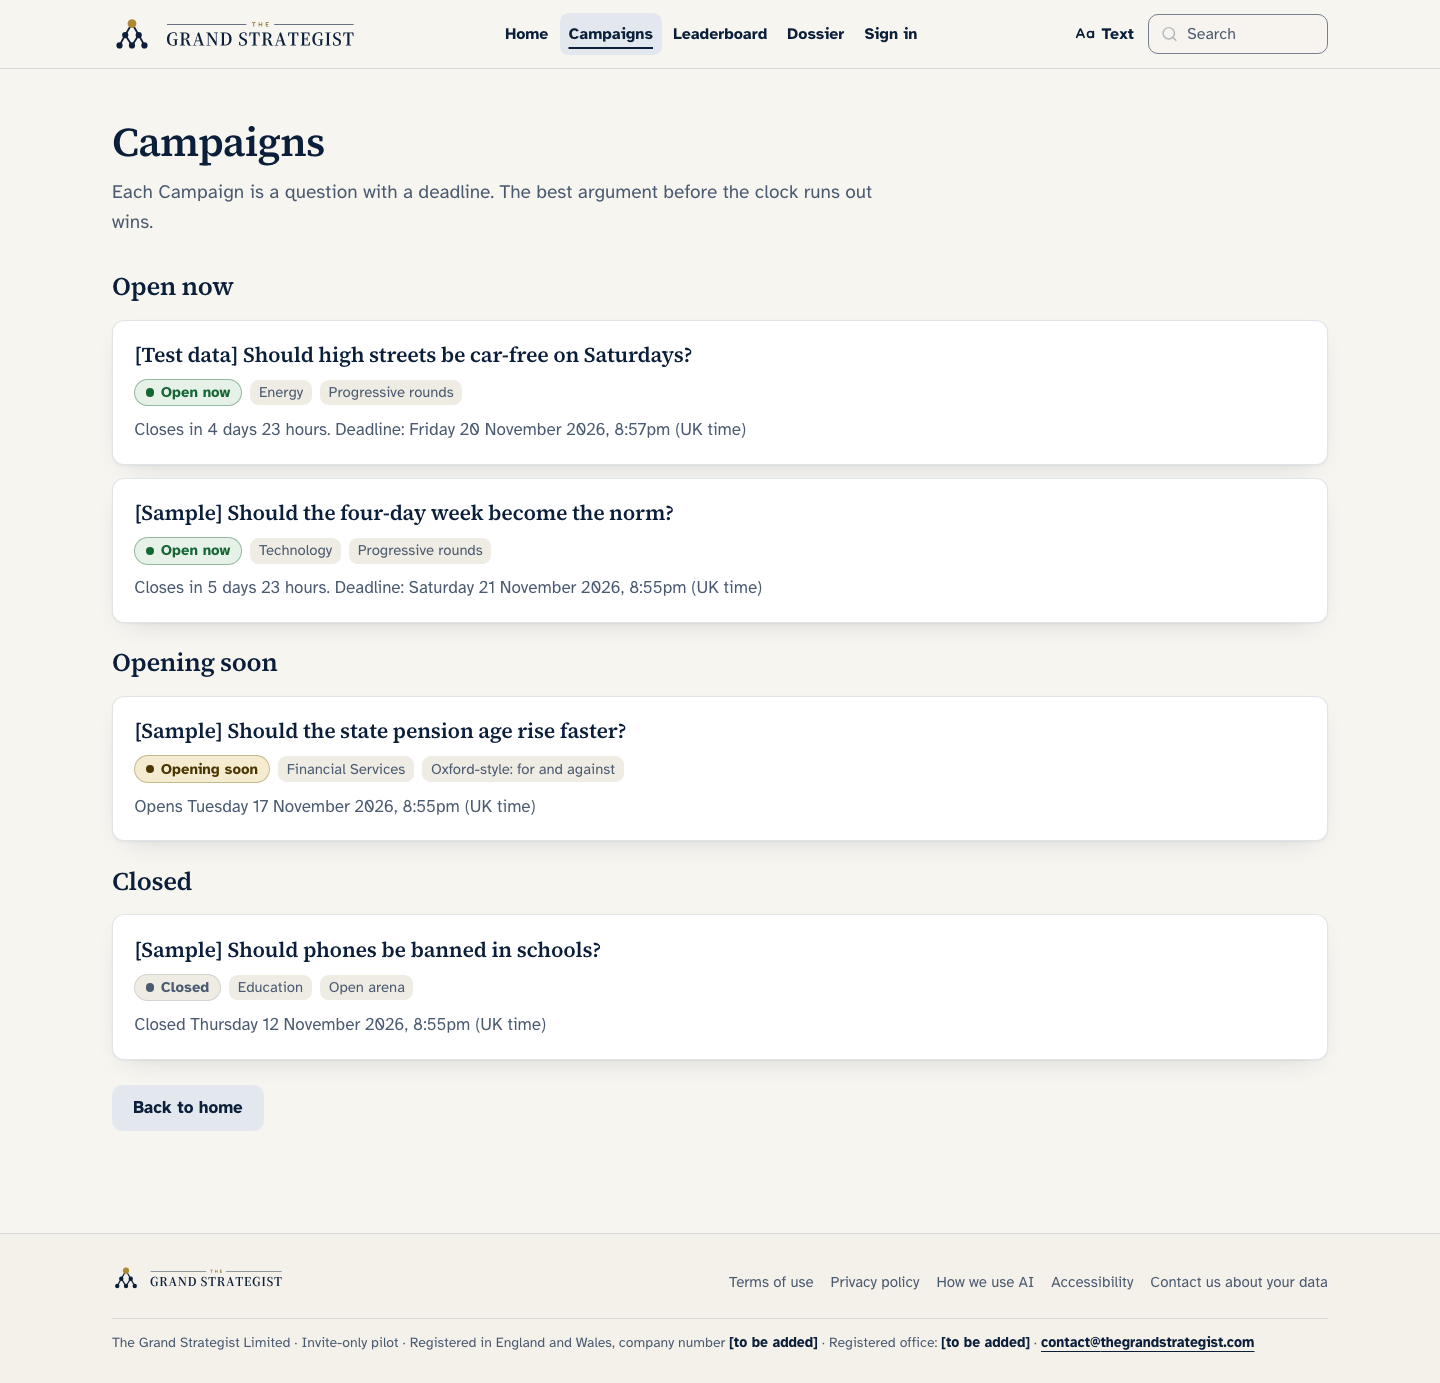 THE
GRAND STRATEGIST
Home Campaigns Leaderboard Dossier Sign in
Aa Text
Search
Campaigns
Each Campaign is a question with a deadline. The best argument before the clock runs out
wins.
Open now
[Test data] Should high streets be car-free on Saturdays?
Open now Energy Progressive rounds
Closes in 4 days 23 hours. Deadline: Friday 20 November 2026, 8:57pm (UK time)
[Sample] Should the four-day week become the norm?
Open now Technology Progressive rounds
Closes in 5 days 23 hours. Deadline: Saturday 21 November 2026, 8:55pm (UK time)
Opening soon
[Sample] Should the state pension age rise faster?
Opening soon Financial Services Oxford-style: for and against
Opens Tuesday 17 November 2026, 8:55pm (UK time)
Closed
[Sample] Should phones be banned in schools?
Closed Education Open arena
Closed Thursday 12 November 2026, 8:55pm (UK time)
Back to home
THE
GRAND STRATEGIST
Terms of use Privacy policy How we use AI Accessibility Contact us about your data
The Grand Strategist Limited · Invite-only pilot · Registered in England and Wales, company number [to be added] · Registered office: [to be added] · contact@thegrandstrategist.com